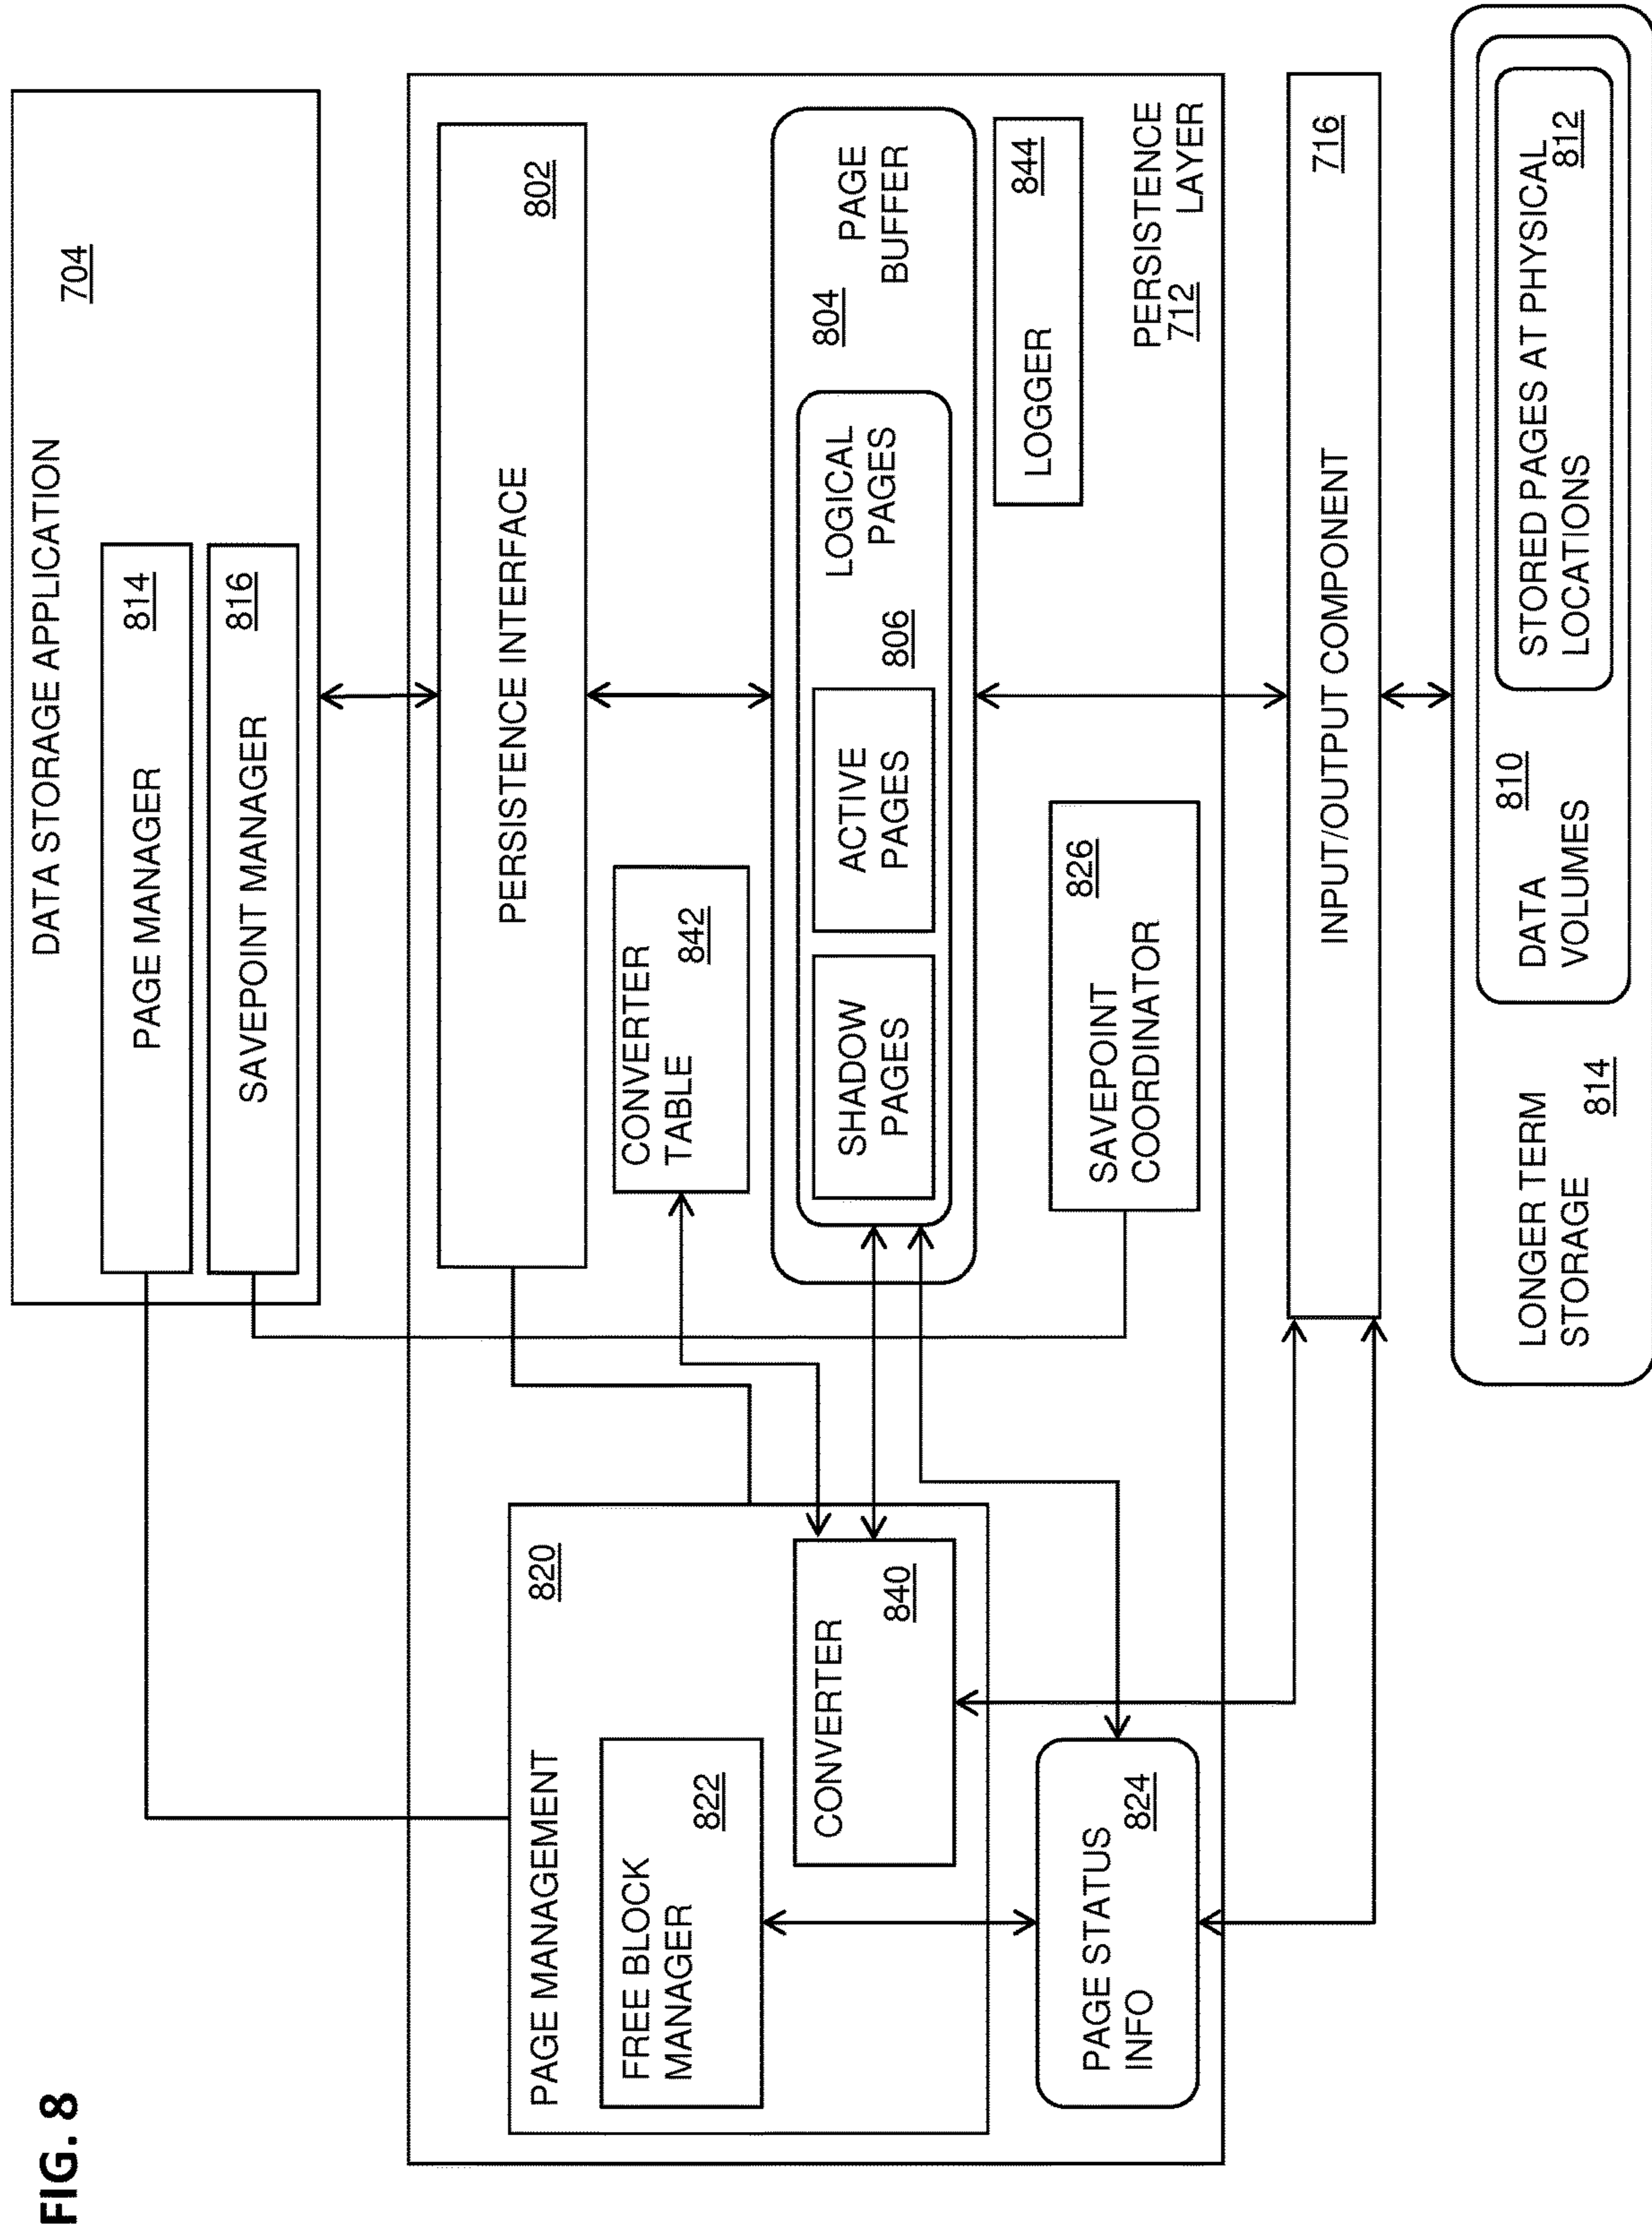 FIG. 8
DATA STORAGE APPLICATION
704
PAGE MANAGER
814
SAVEPOINT MANAGER
816
PERSISTENCE INTERFACE
802
PAGE MANAGEMENT
820
FREE BLOCK
MANAGER
822
CONVERTER
840
CONVERTER
TABLE
842
PAGE
BUFFER
804
LOGICAL
PAGES
806
SHADOW
PAGES
ACTIVE
PAGES
PAGE STATUS
INFO
824
SAVEPOINT
COORDINATOR
826
LOGGER
844
PERSISTENCE
LAYER
712
INPUT/OUTPUT COMPONENT
716
LONGER TERM
STORAGE
814
DATA
VOLUMES
810
STORED PAGES AT PHYSICAL
LOCATIONS
812